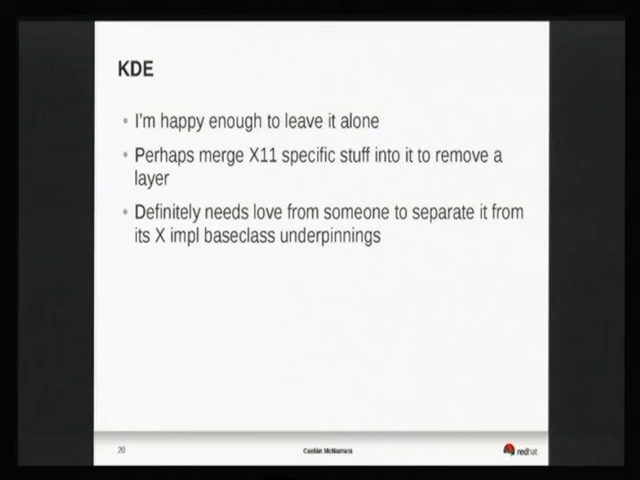 KDE
• I'm happy enough to leave it alone
• Perhaps merge X11 specific stuff into it to remove a
layer
• Definitely needs love from someone to separate it from
its X impl baseclass underpinnings
20
Caolán McNamara
redhat